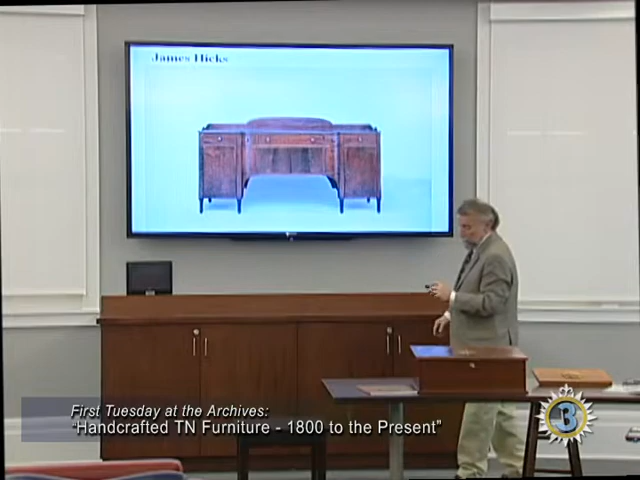 James Hicks
First Tuesday at the Archives:
"Handcrafted TN Furniture - 1800 to the Present"
3